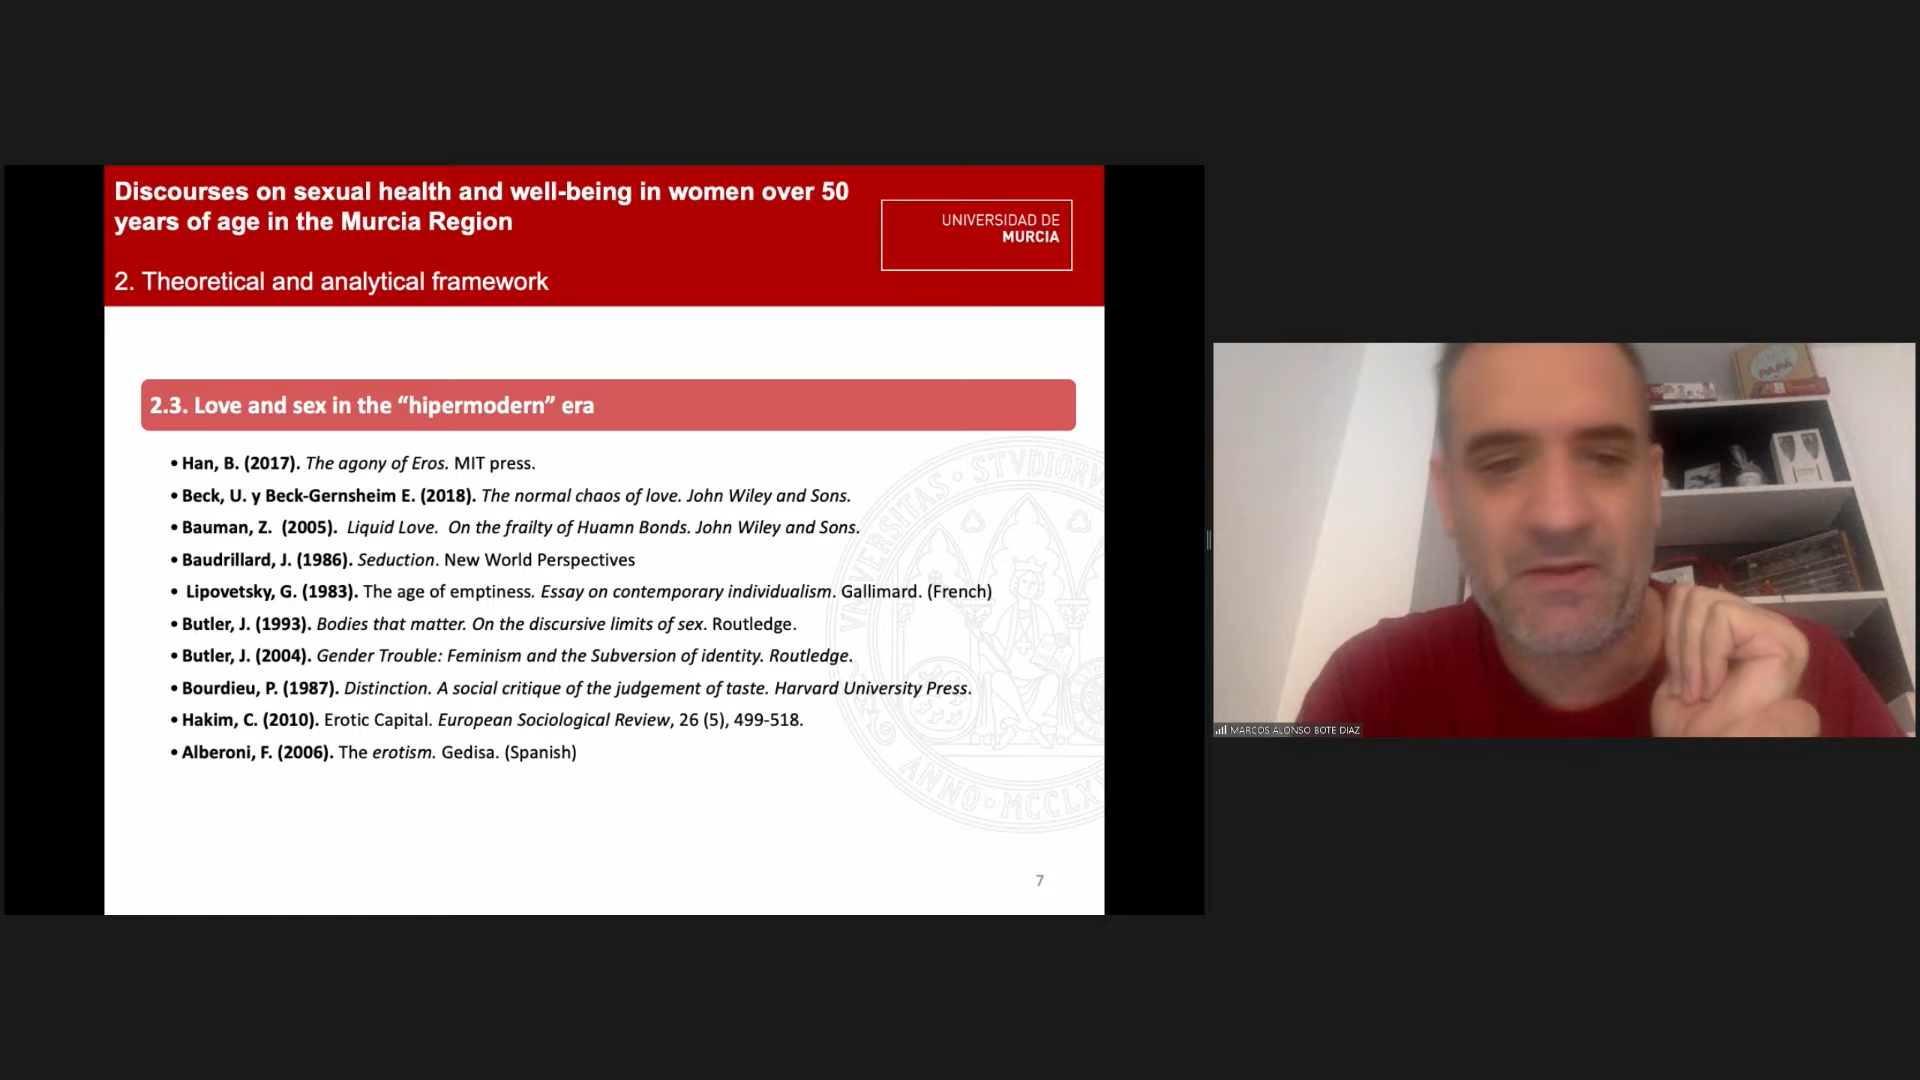 Discourses on sexual health and well-being in women over 50
years of age in the Murcia Region
UNIVERSIDAD DE
MURCIA
2. Theoretical and analytical framework
2.3. Love and sex in the “hipermodern” era
• Han, B. (2017). The agony of Eros. MIT press.
• Beck, U. y Beck-Gernsheim E. (2018). The normal chaos of love. John Wiley and Sons.
• Bauman, Z. (2005). Liquid Love. On the frailty of Huamn Bonds. John Wiley and Sons.
• Baudrillard, J. (1986). Seduction. New World Perspectives
• Lipovetsky, G. (1983). The age of emptiness. Essay on contemporary individualism. Gallimard. (French)
• Butler, J. (1993). Bodies that matter. On the discursive limits of sex. Routledge.
• Butler, J. (2004). Gender Trouble: Feminism and the Subversion of identity. Routledge.
• Bourdieu, P. (1987). Distinction. A social critique of the judgement of taste. Harvard University Press.
• Hakim, C. (2010). Erotic Capital. European Sociological Review, 26 (5), 499-518.
• Alberoni, F. (2006). The erotism. Gedisa. (Spanish)
7
MARCOS ALONSO BOTE DIAZ